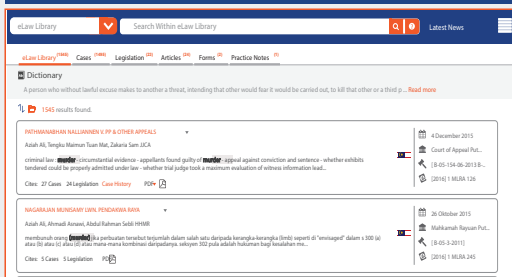 eLaw Library
Search Within eLaw Library
Latest News
eLaw Library (1545) Cases (1486) Legislation (22) Articles (24) Forms (2) Practice Notes (1)
Dictionary
A person who without lawful excuse makes to another a threat, intending that other would fear it would be carried out, to kill that other or a third p ... Read more
1545 results found.
PATHMANABHAN NALLIANNEN V. PP & OTHER APPEALS
Aziah Ali, Tengku Maimun Tuan Mat, Zakaria Sam JJCA
criminal law : murder - circumstantial evidence - appellants found guilty of murder - appeal against conviction and sentence - whether exhibits
tendered could be properly admitted under law - whether trial judge took a maximum evaluation of witness information lead...
Cites: 27 Cases 24 Legislation Case History PDF
4 December 2015
Court of Appeal Put...
[B-05-154-06-2013 B-..
[2016] 1 MLRA 126
NAGARAJAN MUNISAMY LWN. PENDAKWA RAYA
Aziah Ali, Ahmadi Asnawi, Abdul Rahman Sebli HHMR
membunuh orang (murder) jika perbuatan tersebut terjumlah dalam salah satu daripada kerangka-kerangka (limb) seperti di "envisaged" dalam s 300 (a)
atau (b) atau (c) atau (d) atau mana-mana kombinasi daripadanya. seksyen 302 pula adalah hukuman bagi kesalahan me...
Cites: 5 Cases 5 Legislation PDF
26 Oktober 2015
Mahkamah Rayuan Put...
[B-05-3-2011]
[2016] 1 MLRA 245